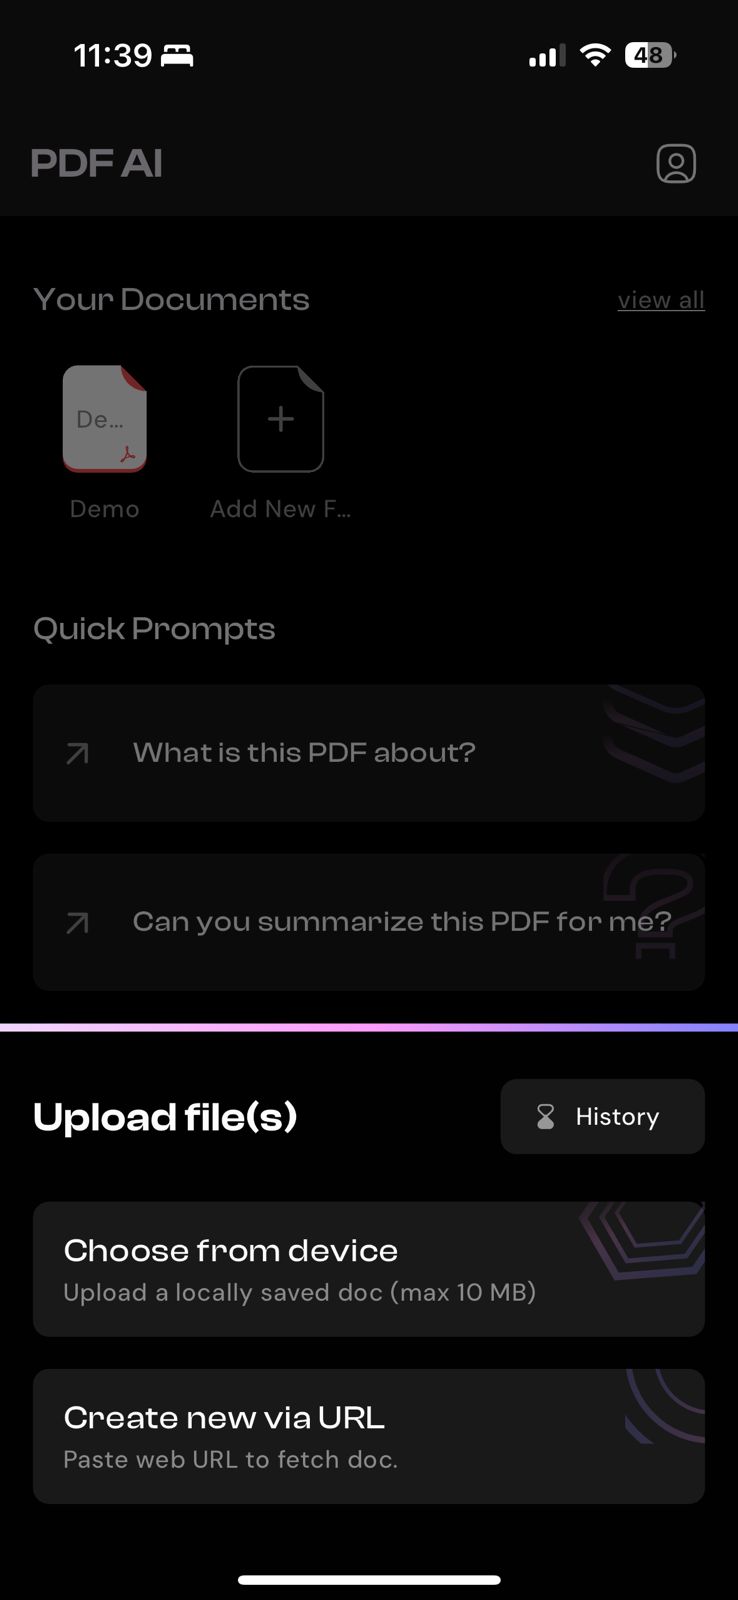 11:39
48
PDF AI
Your Documents
view all
De...
Demo
Add New F...
Quick Prompts
What is this PDF about?
Can you summarize this PDF for me?
Upload file(s)
History
Choose from device
Upload a locally saved doc (max 10 MB)
Create new via URL
Paste web URL to fetch doc.